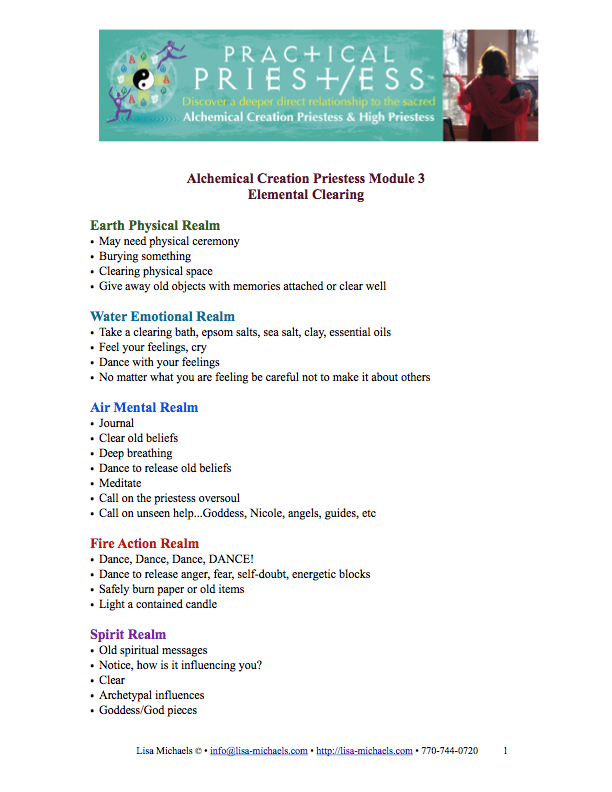 PRACTICAL
PRIESTESS™
Discover a deeper direct relationship to the sacred
Alchemical Creation Priestess & High Priestess
Alchemical Creation Priestess Module 3
Elemental Clearing
Earth Physical Realm
• May need physical ceremony
• Burying something
• Clearing physical space
• Give away old objects with memories attached or clear well
Water Emotional Realm
• Take a clearing bath, epsom salts, sea salt, clay, essential oils
• Feel your feelings, cry
• Dance with your feelings
• No matter what you are feeling be careful not to make it about others
Air Mental Realm
• Journal
• Clear old beliefs
• Deep breathing
• Dance to release old beliefs
• Meditate
• Call on the priestess oversoul
• Call on unseen help...Goddess, Nicole, angels, guides, etc
Fire Action Realm
• Dance, Dance, Dance, DANCE!
• Dance to release anger, fear, self-doubt, energetic blocks
• Safely burn paper or old items
• Light a contained candle
Spirit Realm
• Old spiritual messages
• Notice, how is it influencing you?
• Clear
• Archetypal influences
• Goddess/God pieces
Lisa Michaels © • info@lisa-michaels.com • http://lisa-michaels.com • 770-744-0720 1